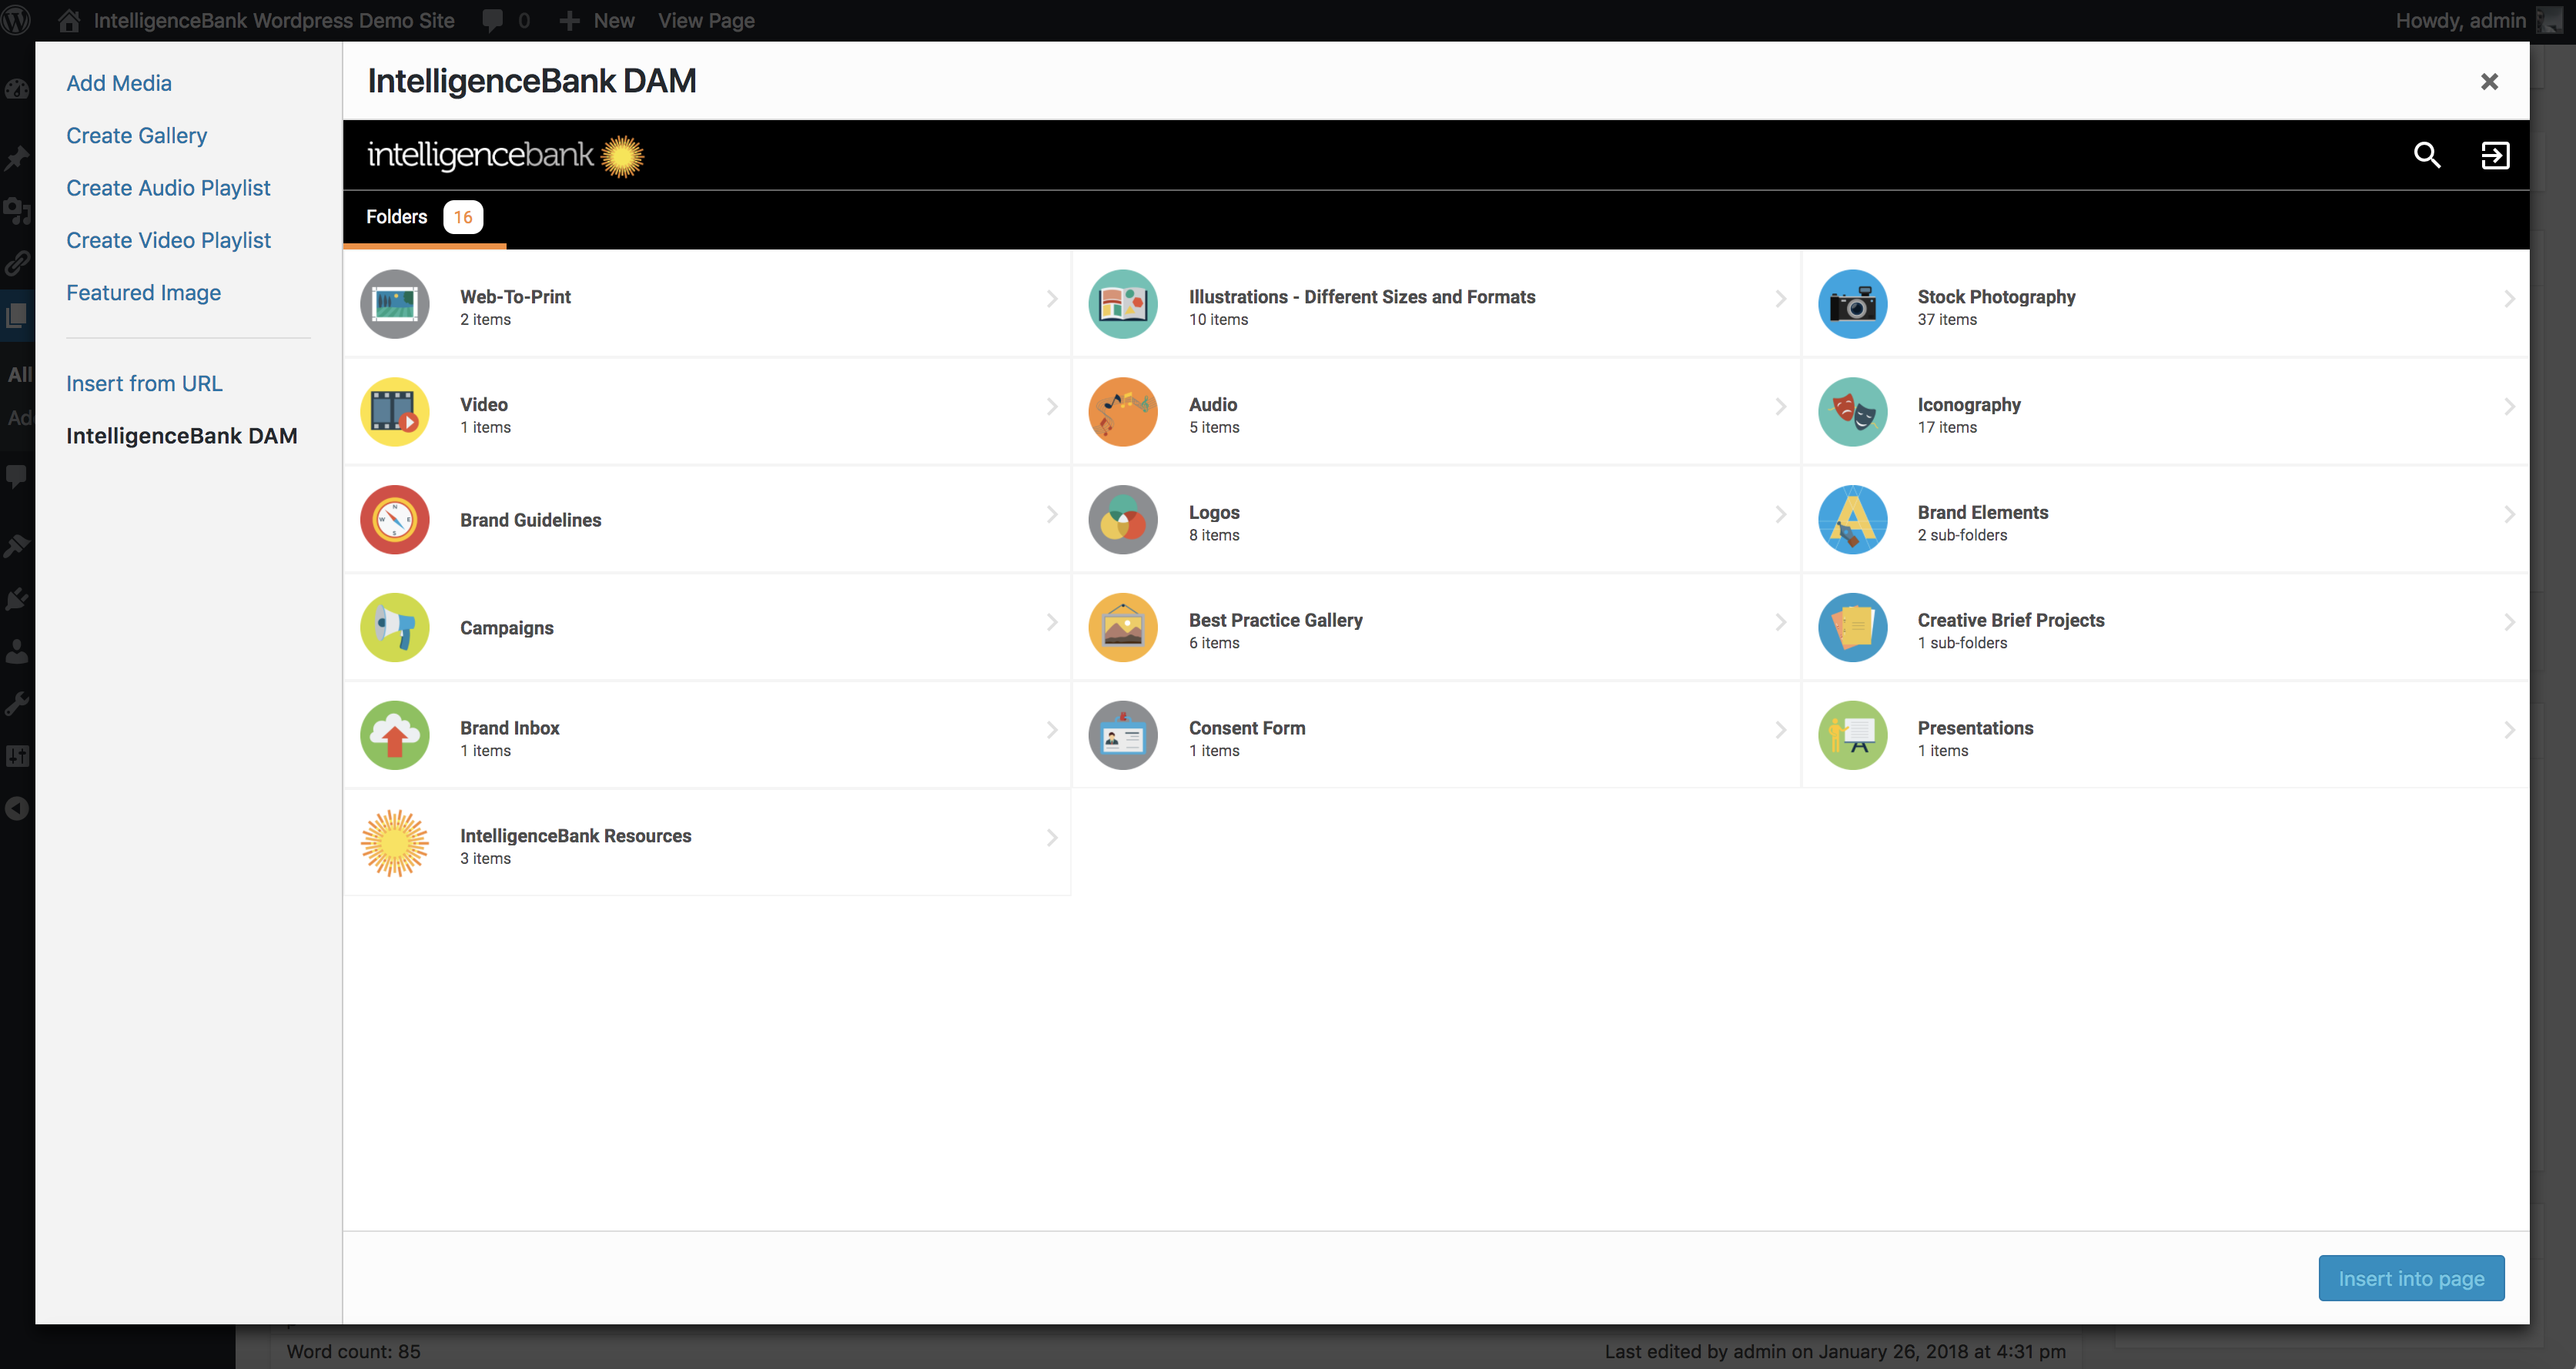 IntelligenceBank Wordpress Demo Site 0 New View Page Howdy, admin
Add Media
Create Gallery
Create Audio Playlist
Create Video Playlist
Featured Image
Insert from URL
IntelligenceBank DAM
All
IntelligenceBank DAM
intelligencebank
Folders 16
Web-To-Print
2 items
Illustrations - Different Sizes and Formats
10 items
Stock Photography
37 items
Video
1 items
Audio
5 items
Iconography
17 items
Brand Guidelines
Logos
8 items
Brand Elements
2 sub-folders
Campaigns
Best Practice Gallery
6 items
Creative Brief Projects
1 sub-folders
Brand Inbox
1 items
Consent Form
1 items
Presentations
1 items
IntelligenceBank Resources
3 items
Insert into page
Word count: 85
Last edited by admin on January 26, 2018 at 4:31 pm